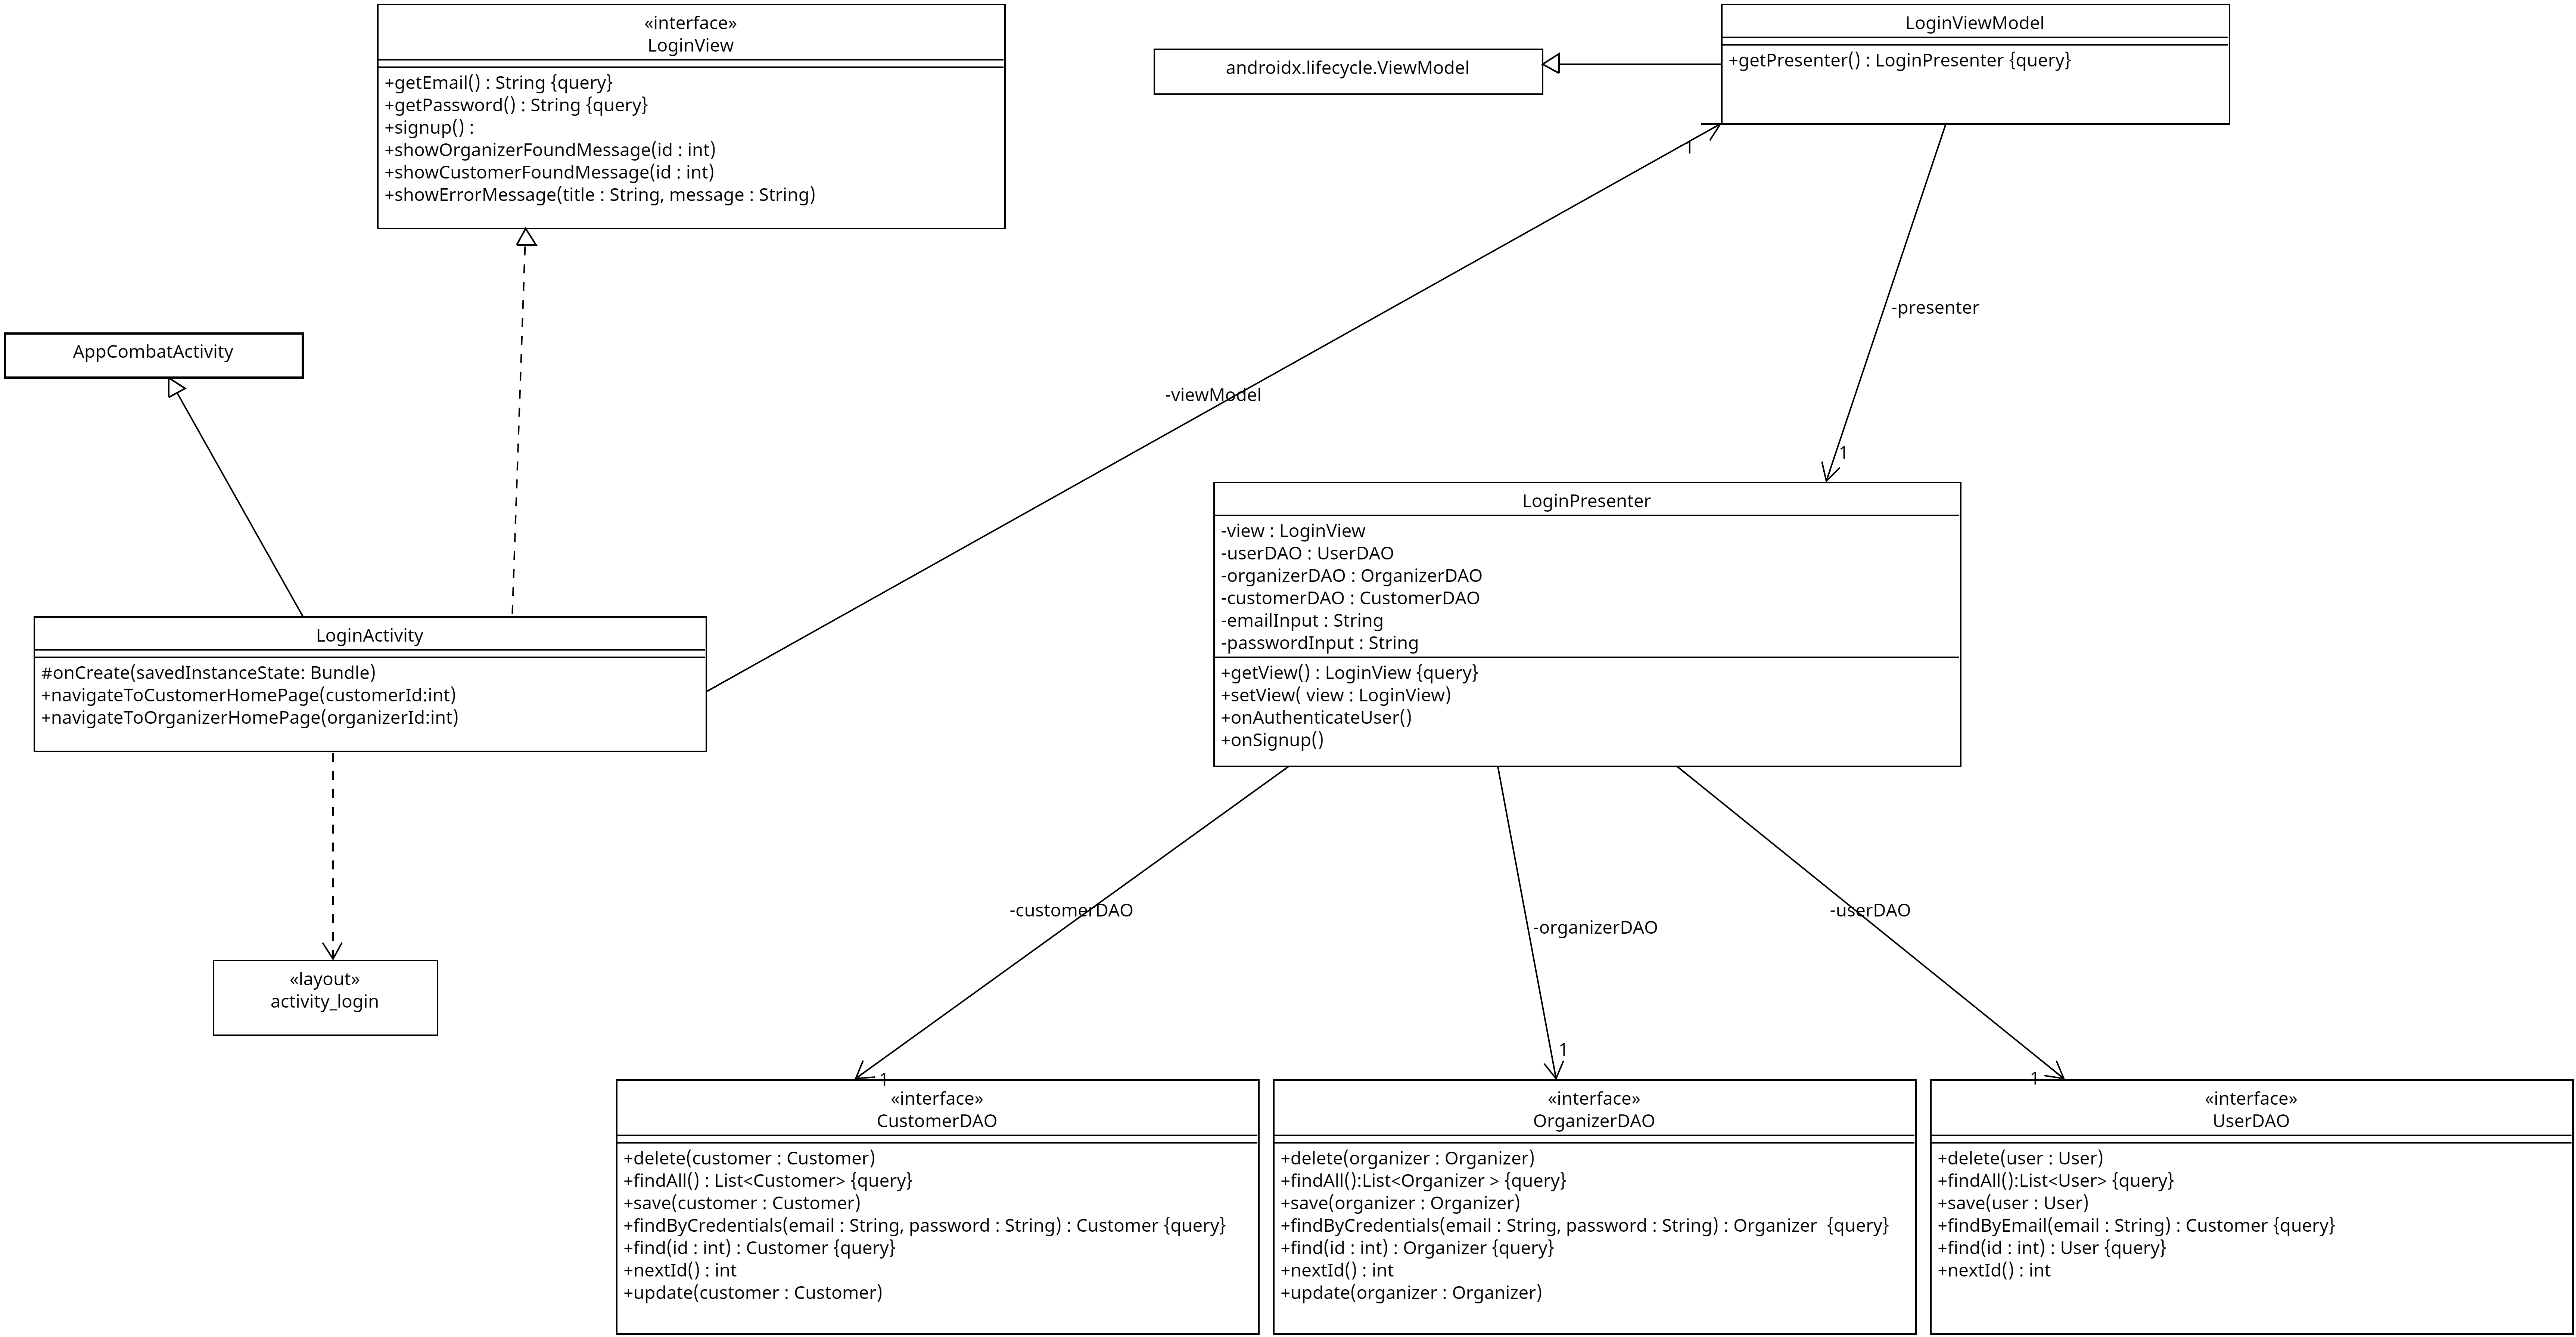 «interface»
LoginView
+getEmail() : String {query}
+getPassword() : String {query}
+signup() :
+showOrganizerFoundMessage(id : int)
+showCustomerFoundMessage(id : int)
+showErrorMessage(title : String, message : String)
androidx.lifecycle.ViewModel
LoginViewModel
+getPresenter() : LoginPresenter {query}
1
-presenter
AppCombatActivity
-viewModel
1
LoginPresenter
-view : LoginView
-userDAO : UserDAO
-organizerDAO : OrganizerDAO
-customerDAO : CustomerDAO
-emailInput : String
-passwordInput : String
+getView() : LoginView {query}
+setView( view : LoginView)
+onAuthenticateUser()
+onSignup()
LoginActivity
#onCreate(savedInstanceState: Bundle)
+navigateToCustomerHomePage(customerId:int)
+navigateToOrganizerHomePage(organizerId:int)
-customerDAO
-organizerDAO
-userDAO
«layout»
activity_login
1
1
1
«interface»
CustomerDAO
+delete(customer : Customer)
+findAll() : List<Customer> {query}
+save(customer : Customer)
+findByCredentials(email : String, password : String) : Customer {query}
+find(id : int) : Customer {query}
+nextId() : int
+update(customer : Customer)
«interface»
OrganizerDAO
+delete(organizer : Organizer)
+findAll():List<Organizer > {query}
+save(organizer : Organizer)
+findByCredentials(email : String, password : String) : Organizer  {query}
+find(id : int) : Organizer {query}
+nextId() : int
+update(organizer : Organizer)
«interface»
UserDAO
+delete(user : User)
+findAll():List<User> {query}
+save(user : User)
+findByEmail(email : String) : Customer {query}
+find(id : int) : User {query}
+nextId() : int